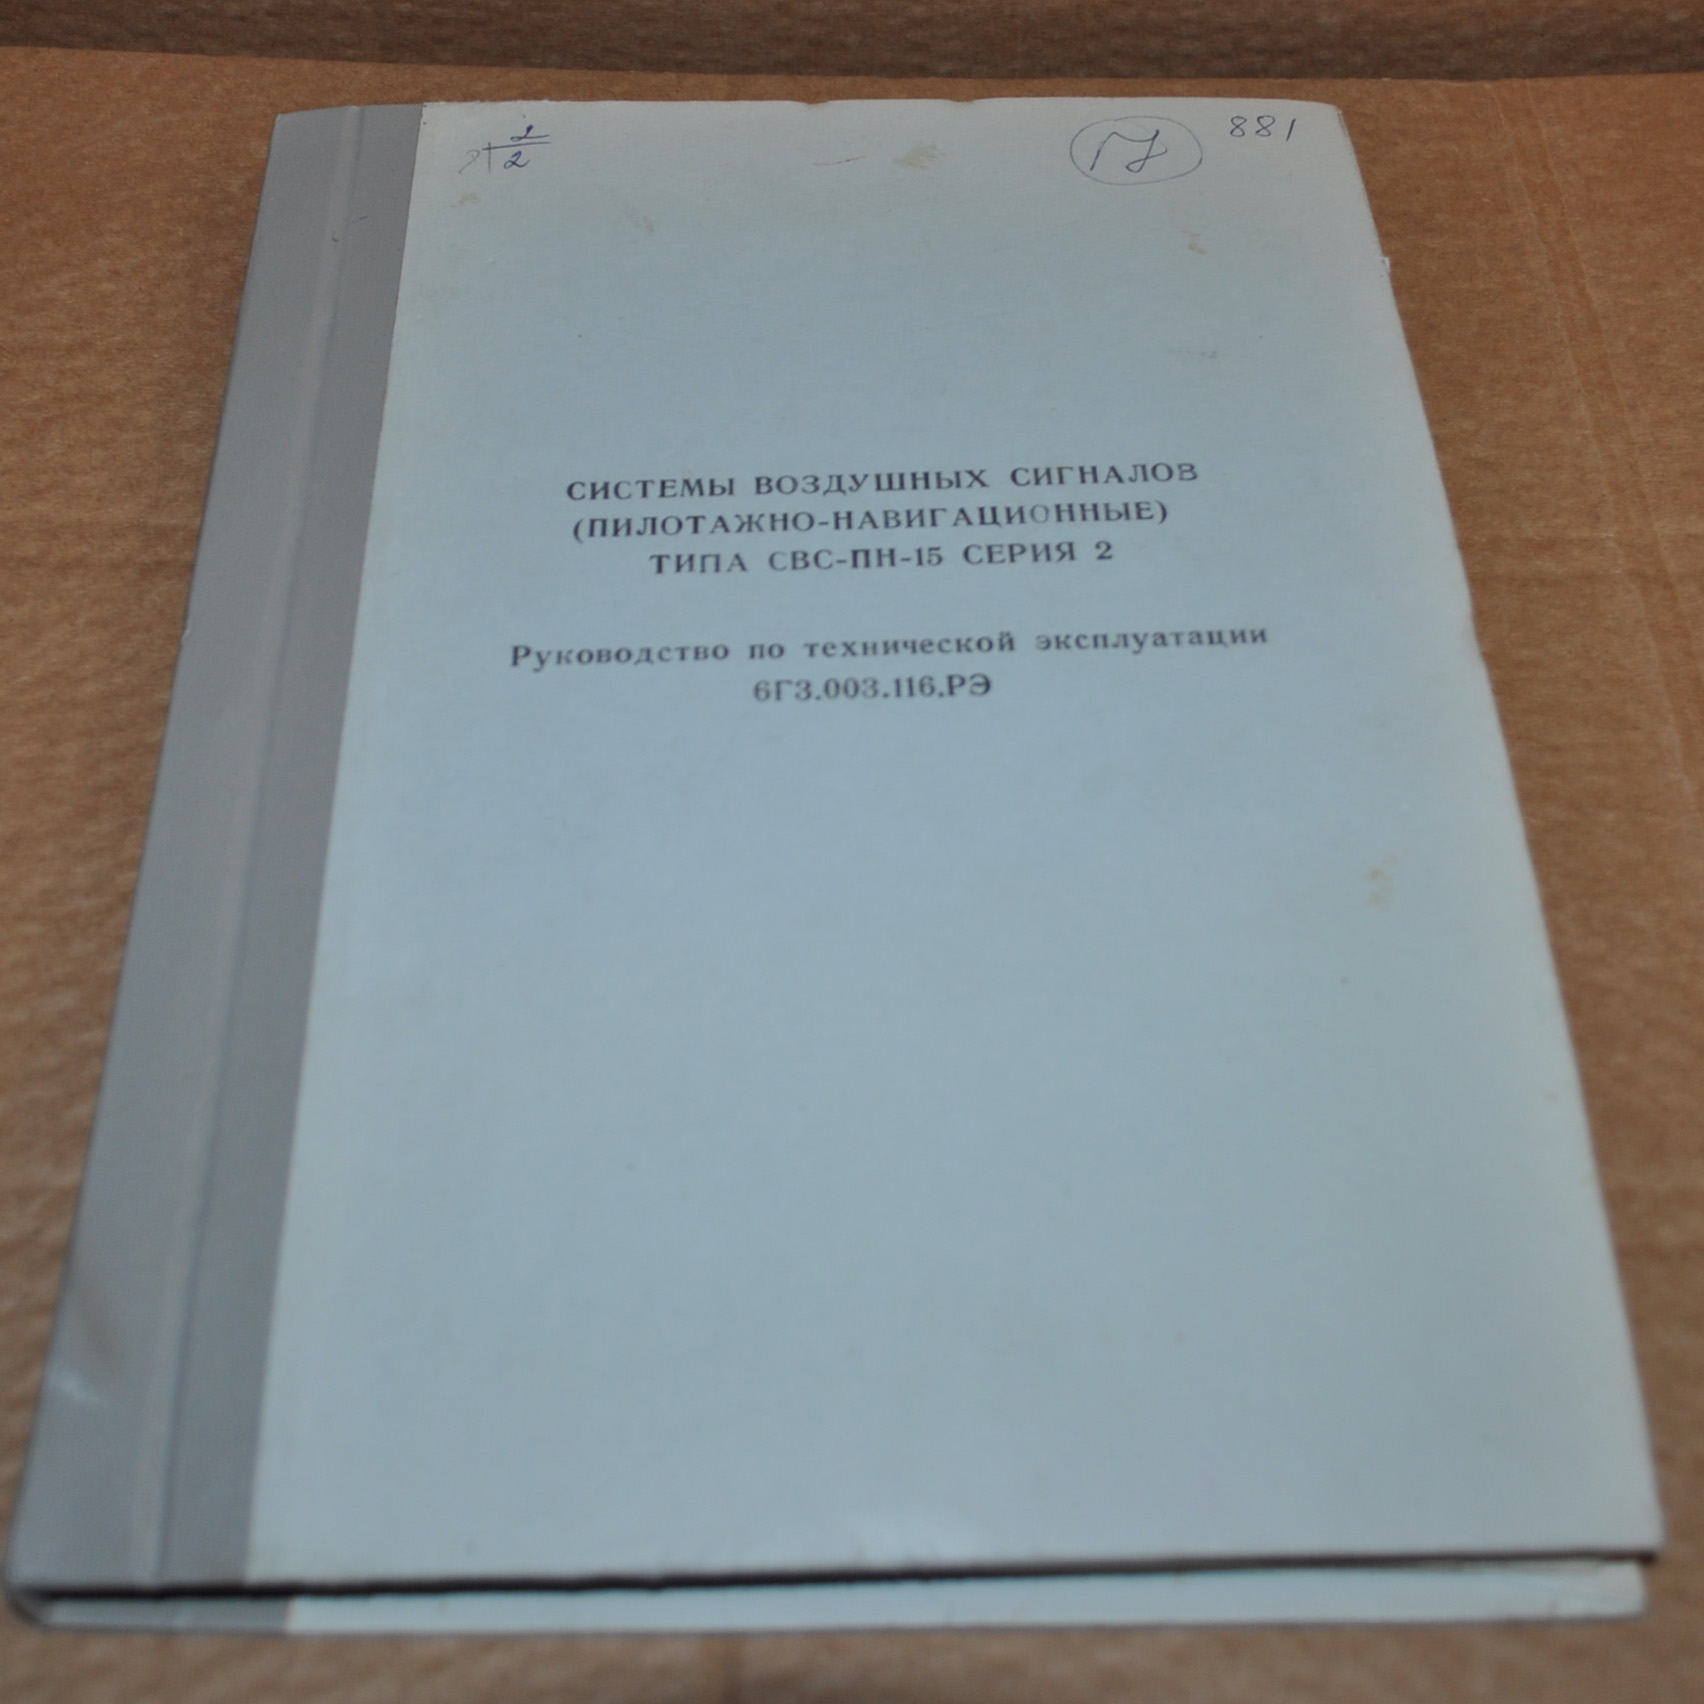 881
2
СИСТЕМЫ ВОЗДУШНЫХ СИГНАЛОВ
(ПИЛОТАЖНО-НАВИГАЦИОННЫЕ)
ТИПА СВС-ПН-15 СЕРИЯ 2
Руководство по технической эксплуатации
6Г3.003.116.РЭ